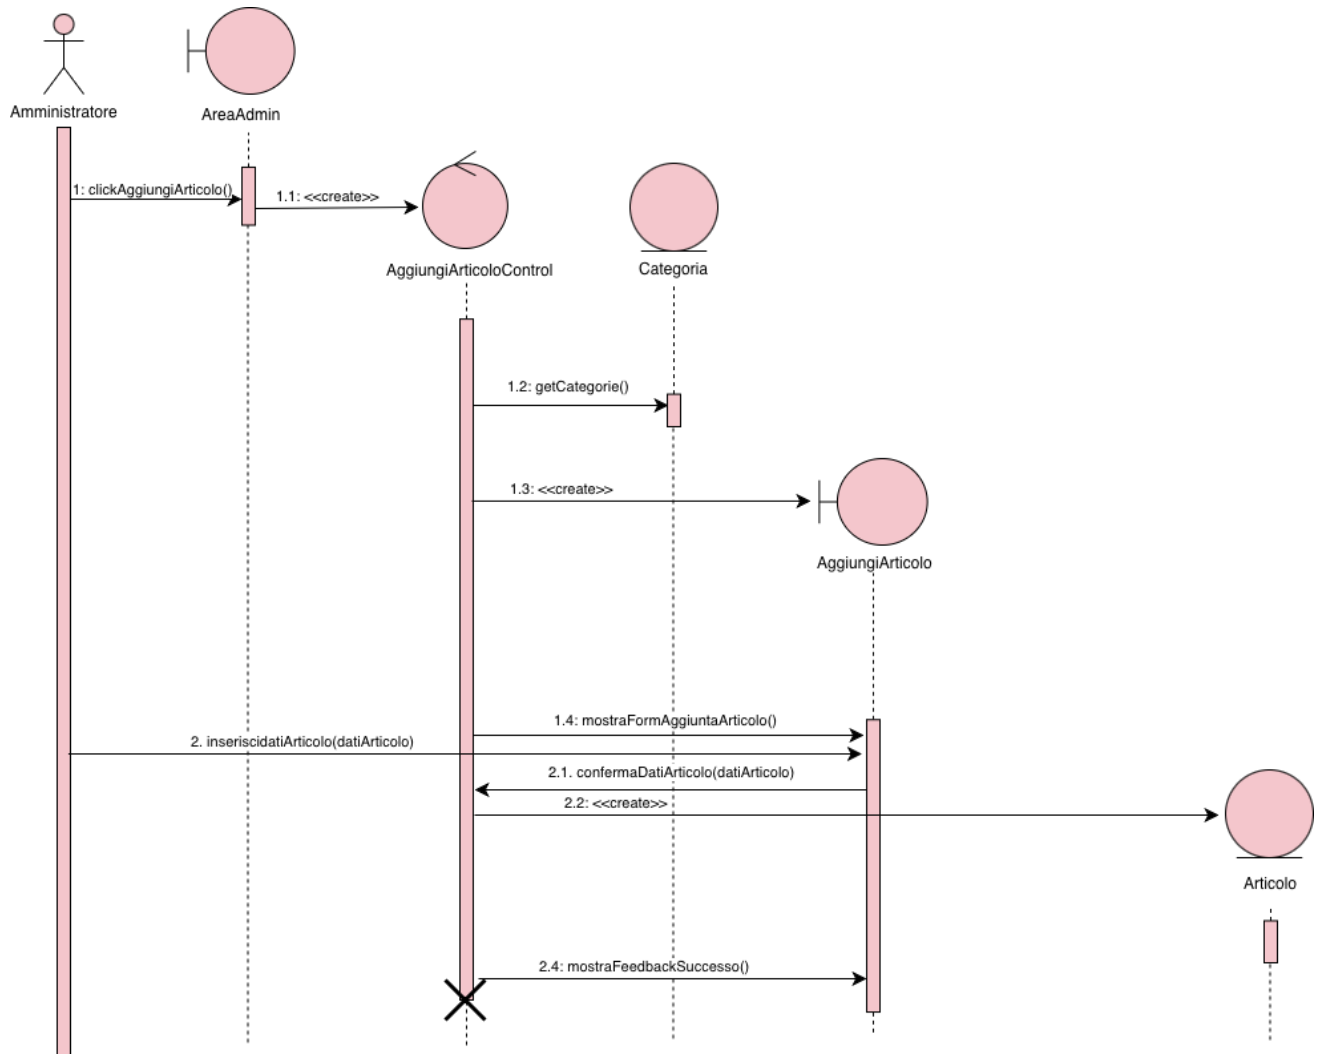 Amministratore
AreaAdmin
1: clickAggiungiArticolo()
1.1: <<create>>
AggiungiArticoloControl
Categoria
1.2: getCategorie()
1.3: <<create>>
AggiungiArticolo
1.4: mostraFormAggiuntaArticolo()
2. inseriscidatiArticolo(datiArticolo)
2.1. confermaDatiArticolo(datiArticolo)
2.2: <<create>>
Articolo
2.4: mostraFeedbackSuccesso()